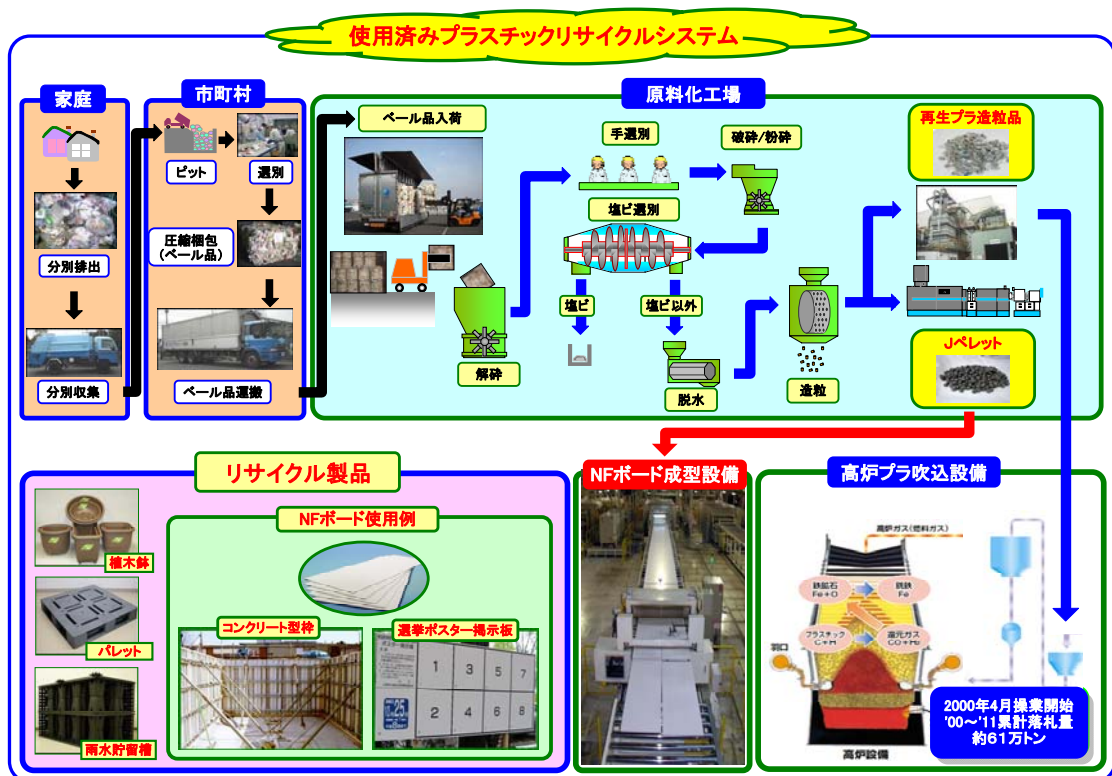 使用済みプラスチックリサイクルシステム
家庭
分別排出
分別収集
市町村
ピット
選別
圧縮梱包
(ベール品)
ベール品運搬
原料化工場
ベール品入荷
解砕
手選別
破砕/粉砕
塩ビ選別
塩ビ
塩ビ以外
脱水
造粒
再生プラ造粒品
Jペレット
リサイクル製品
植木鉢
パレット
雨水貯留槽
NFボード使用例
コンクリート型枠
選挙ポスター掲示板
1 3 5 7
2 4 6 8
25
NFボード成型設備
高炉プラ吹込設備
高炉ガス(燃料ガス)
鉄鉱石
Fe+O
銑鉄
Fe
プラスチック
C+H
還元ガス
CO+H₂
羽口
高炉設備
2000年4月操業開始
'00～'11累計落札量
約61万トン